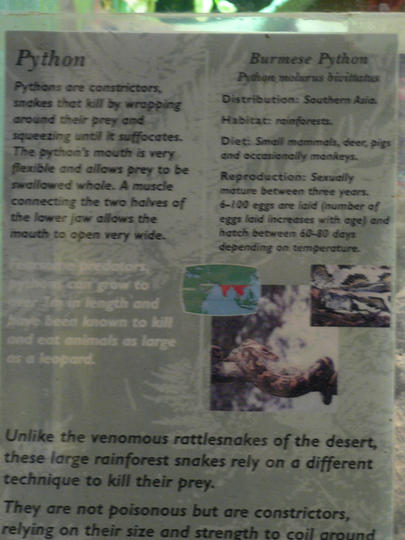 Python
Pythons are constrictors,
snakes that kill by wrapping
around their prey and
squeezing until it suffocates.
The python's mouth is very
flexible and allows prey to be
swallowed whole. A muscle
connecting the two halves of
the lower jaw allows the
mouth to open very wide.
predators,
pythons can grow to
over in length and
have been known to kill
and eat animals as large
as a leopard.
Burmese Python
Python molurus bivittatus
Distribution: Southern Asia.
Habitat: rainforests.
Diet: Small mammals, deer, pigs
and occasionally monkeys.
Reproduction: Sexually
mature between three years.
6-100 eggs are laid (number of
eggs laid increases with age) and
hatch between 60-80 days
depending on temperature.
Unlike the venomous rattlesnakes of the desert,
these large rainforest snakes rely on a different
technique to kill their prey.
They are not poisonous but are constrictors,
relying on their size and strength to coil around